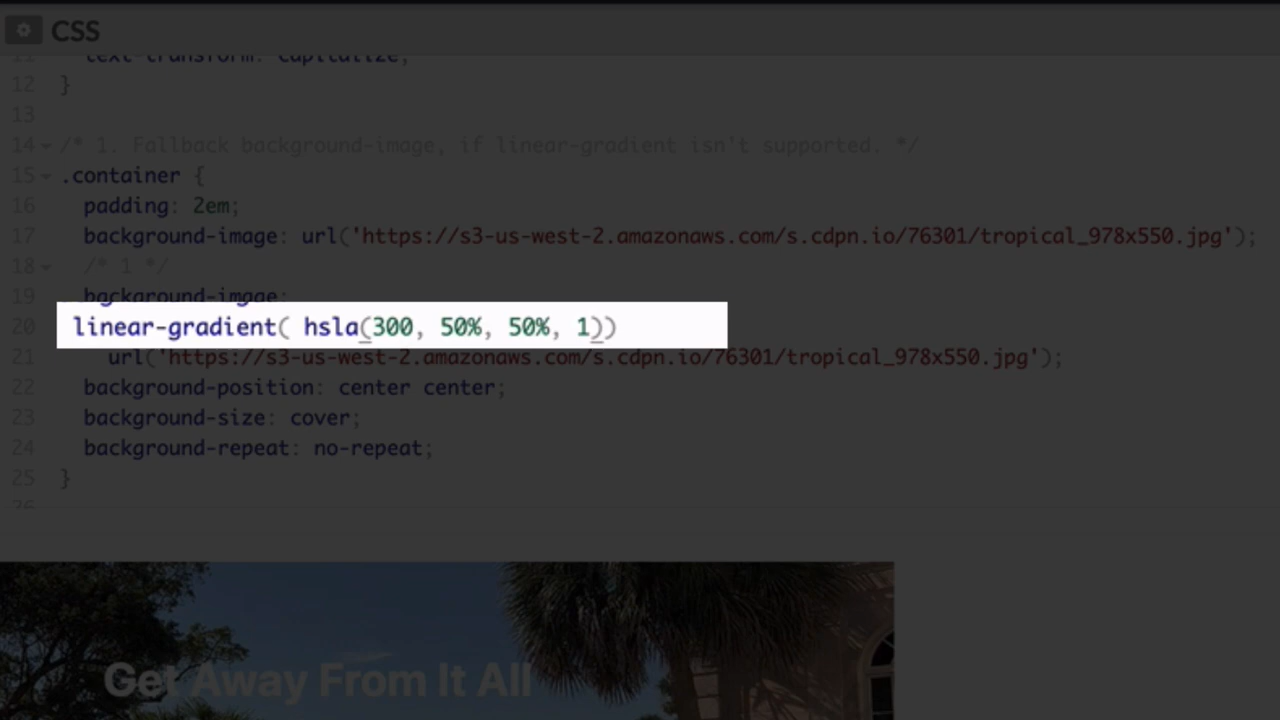 CSS
11 text-transform: capitalize;
12 }
13
14 /* 1. Fallback background-image, if linear-gradient isn't supported. */
15 .container {
16 padding: 2em;
17 background-image: url('https://s3-us-west-2.amazonaws.com/s.cdpn.io/76301/tropical_978x550.jpg');
18 /* 1 */
19 background-image:
20 linear-gradient( hsla(300, 50%, 50%, 1))
21 url('https://s3-us-west-2.amazonaws.com/s.cdpn.io/76301/tropical_978x550.jpg');
22 background-position: center center;
23 background-size: cover;
24 background-repeat: no-repeat;
25 }
26
Get Away From It All